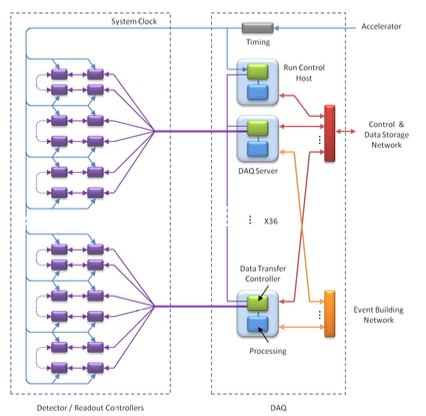 System Clock
Accelerator
Timing
Run Control
Host
Control &
Data Storage
Network
DAQ Server
X36
Data Transfer
Controller
Event Building
Network
Processing
Detector / Readout Controllers
DAQ